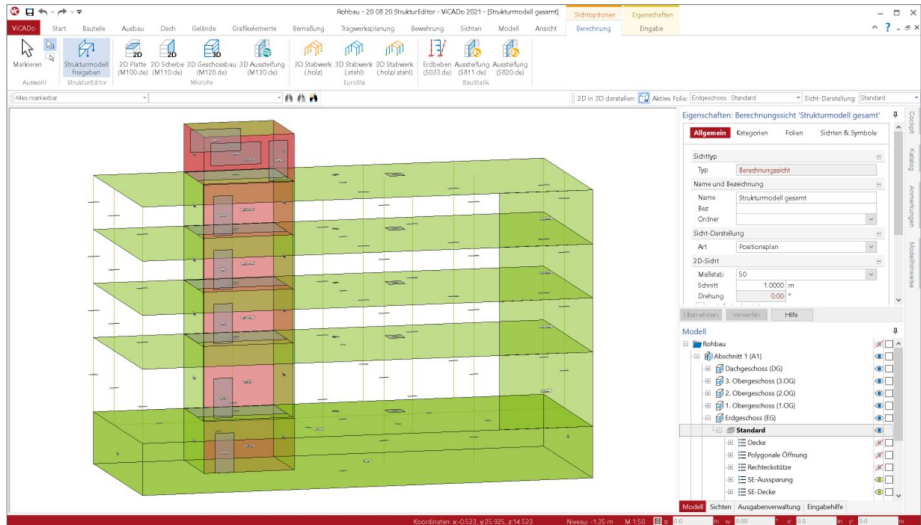 Rohbau - 20 08 20 StrukturEditor - ViCADo 2021 - [Strukturmodell gesamt]
Sichtoptionen Eigenschaften
ViCADo Start Bauteile Ausbau Dach Gelände Grafikelemente Bemaßung Tragwerksplanung Bewehrung Sichten Modell Ansicht Berechnung Eingabe
Markieren
Strukturmodell freigeben
2D Platte (M100.de)
2D Scheibe (M110.de)
3D Geschossbau (M120.de)
3D Aussteifung (M130.de)
3D Stabwerk (.holz)
3D Stabwerk (.stahl)
3D Stabwerk (.holz/.stahl)
Erdbeben (S033.de)
Aussteifung (S811.de)
Aussteifung (S820.de)
Auswahl StrukturEditor MicroFe EuroSta BauStatik
Alles markierbar
2D in 3D darstellen: Aktive Folie: Erdgeschoss: Standard Sicht-Darstellung: Standard
Eigenschaften: Berechnungssicht 'Strukturmodell gesamt'
Allgemein Kategorien Folien Sichten & Symbole
Sichttyp
Typ Berechnungssicht
Name und Bezeichnung
Name Strukturmodell gesamt
Bez
Ordner
Sicht-Darstellung
Art Positionsplan
2D-Sicht
Maßstab 50
Schnitt 1.0000 m
Drehung 0.00 °
Übernehmen Verwerfen Hilfe
Modell
Rohbau
Abschnitt 1 (A1)
Dachgeschoss (DG)
3. Obergeschoss (3.OG)
2. Obergeschoss (2.OG)
1. Obergeschoss (1.OG)
Erdgeschoss (EG)
Standard
Decke
Polygonale Öffnung
Rechteckstütze
SE-Aussparung
SE-Decke
Modell Sichten Ausgabenverwaltung Eingabehilfe
Cockpit
Katalog
Anmerkungen
Modellhinweise
Koordinaten: x:-0.523, y:25.925, z:14.522 Niveau: -1.35 m M 1:50